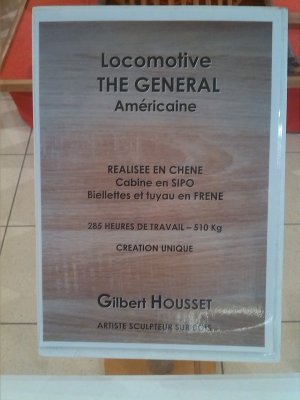 Locomotive
THE GENERAL
Américaine
REALISEE EN CHENE
Cabine en SIPO
Biellettes et tuyau en FRENE
285 HEURES DE TRAVAIL – 510 Kg
CREATION UNIQUE
Gilbert HOUSSET
ARTISTE SCULPTEUR SUR BOIS